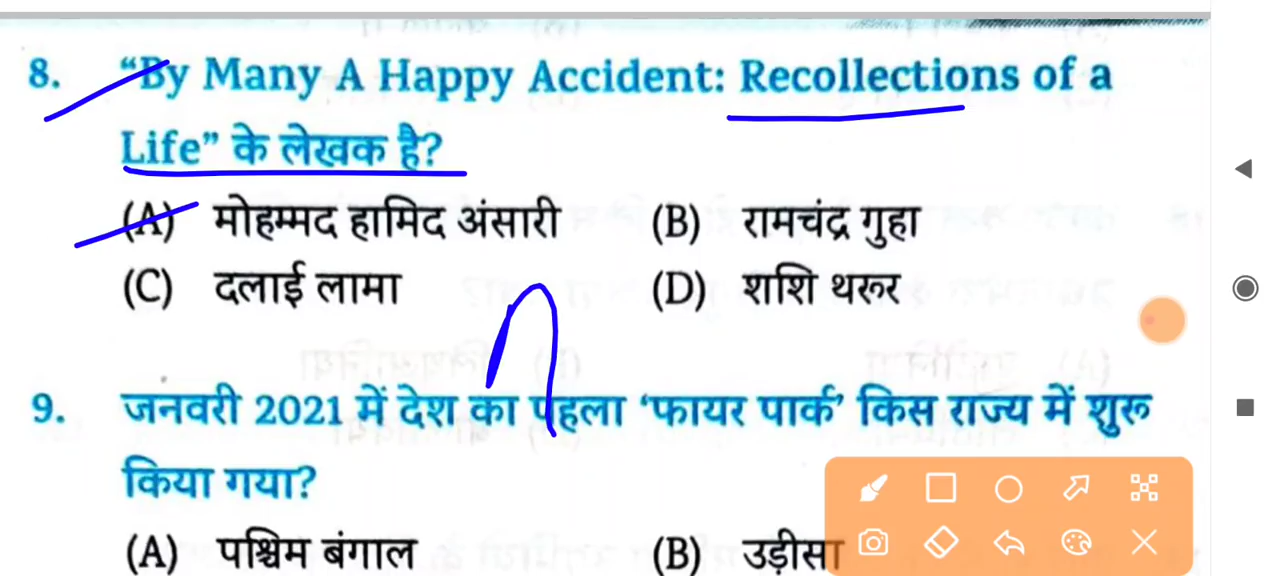 8. “By Many A Happy Accident: Recollections of a
Life” के लेखक है?
(A) मोहम्मद हामिद अंसारी (B) रामचंद्र गुहा
(C) दलाई लामा (D) शशि थरूर
9. जनवरी 2021 में देश का पहला ‘फायर पार्क’ किस राज्य में शुरू
किया गया?
(A) पश्चिम बंगाल (B) उड़ीसा